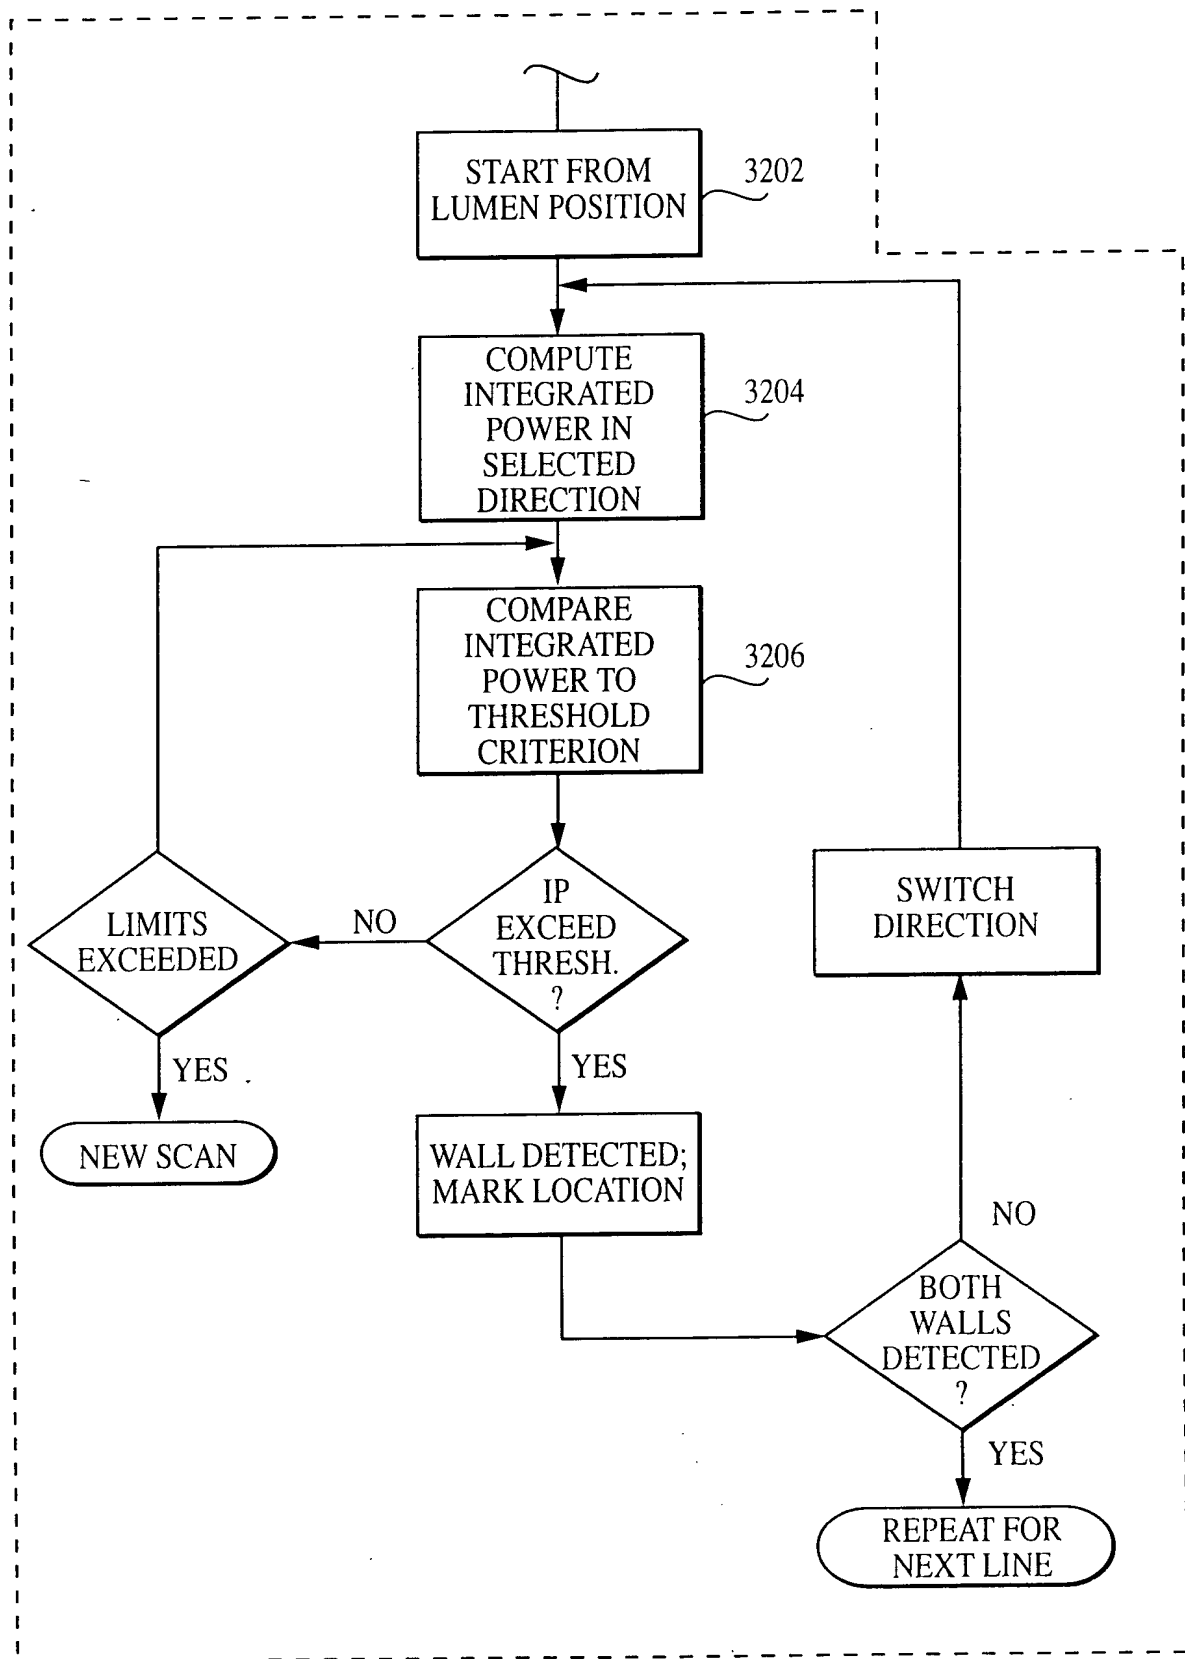 START FROM
LUMEN POSITION
3202
COMPUTE
INTEGRATED
POWER IN
SELECTED
DIRECTION
3204
COMPARE
INTEGRATED
POWER TO
THRESHOLD
CRITERION
3206
IP
EXCEED
THRESH.
?
NO
LIMITS
EXCEEDED
YES
NEW SCAN
YES
WALL DETECTED;
MARK LOCATION
SWITCH
DIRECTION
NO
BOTH
WALLS
DETECTED
?
YES
REPEAT FOR
NEXT LINE